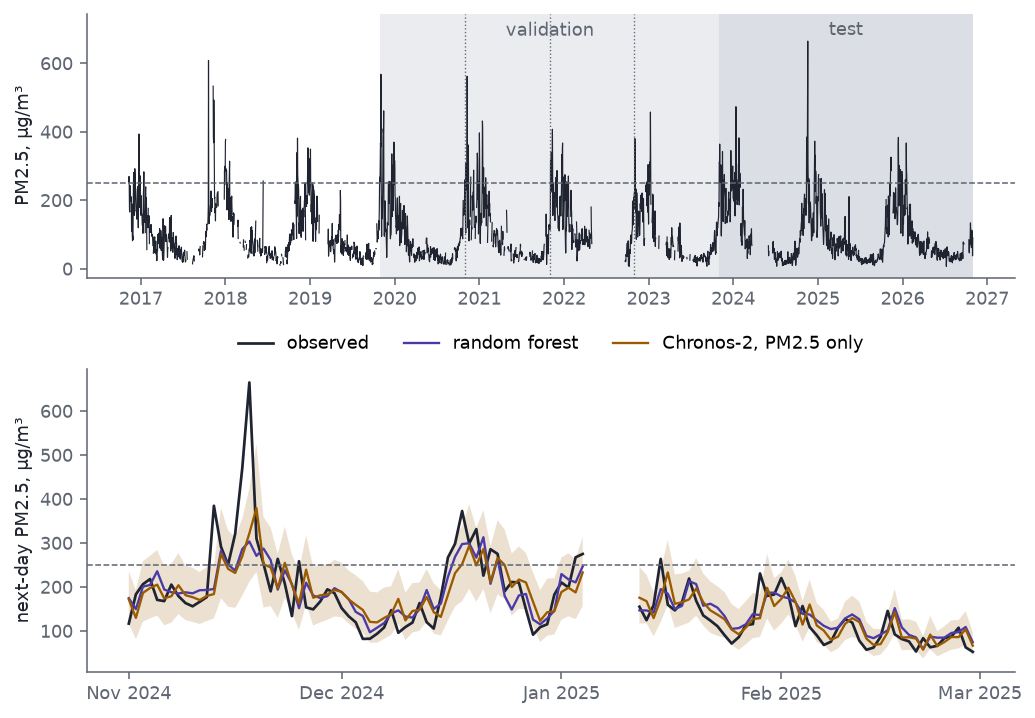 validation test
PM2.5, µg/m³
600
400
200
0
2017 2018 2019 2020 2021 2022 2023 2024 2025 2026 2027
observed random forest Chronos-2, PM2.5 only
next-day PM2.5, µg/m³
600
500
400
300
200
100
Nov 2024 Dec 2024 Jan 2025 Feb 2025 Mar 2025